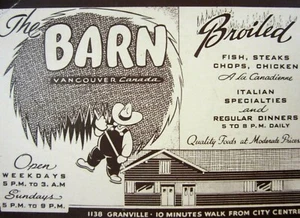 The
BARN
VANCOUVER Canada
Open
WEEKDAYS
5 P.M. TO 3 A.M
Sundays
5 P.M. TO 9 P.M.
Broiled
FISH, STEAKS
CHOPS, CHICKEN
A la Canadienne
ITALIAN
SPECIALTIES
and
REGULAR DINNERS
5 TO 8 P.M. DAILY
Quality Foods at Moderate Prices
1138 GRANVILLE - 10 MINUTES WALK FROM CITY CENTRE